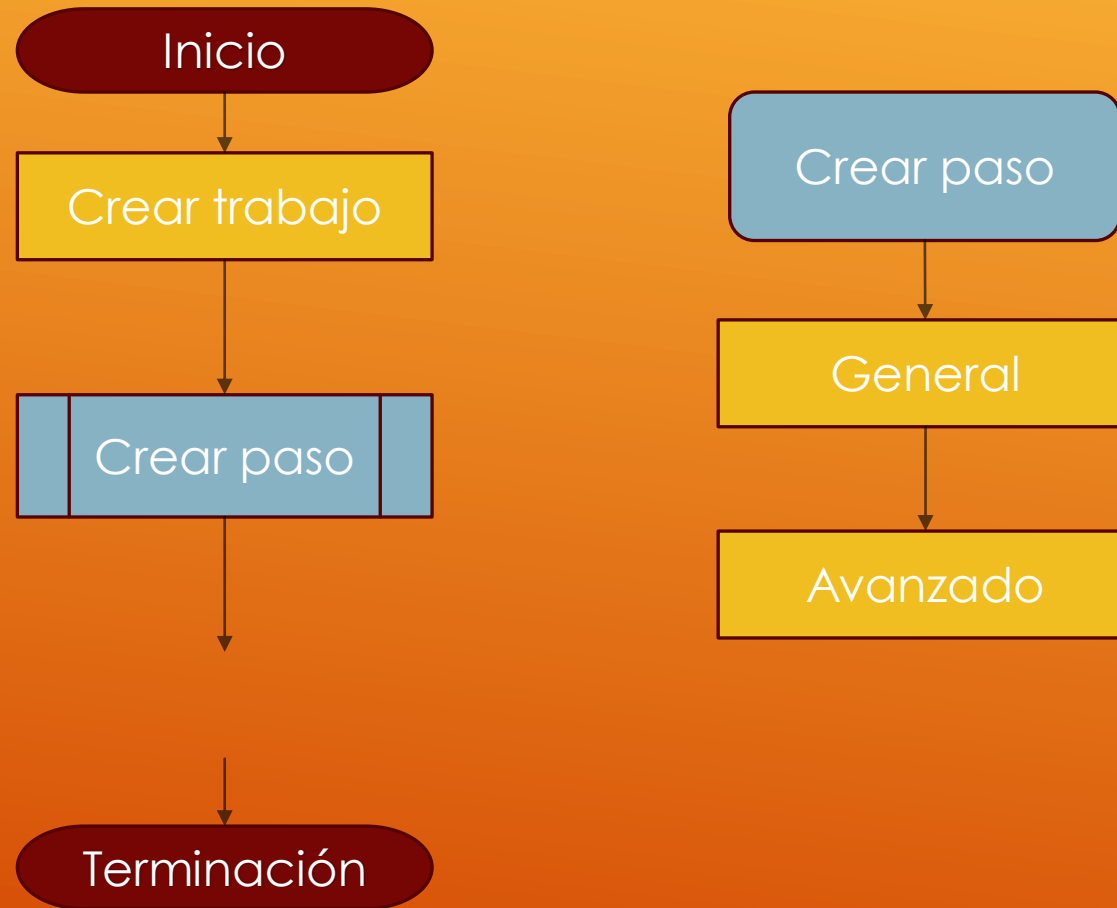 Inicio
Crear trabajo
Crear paso
Terminación
Crear paso
General
Avanzado